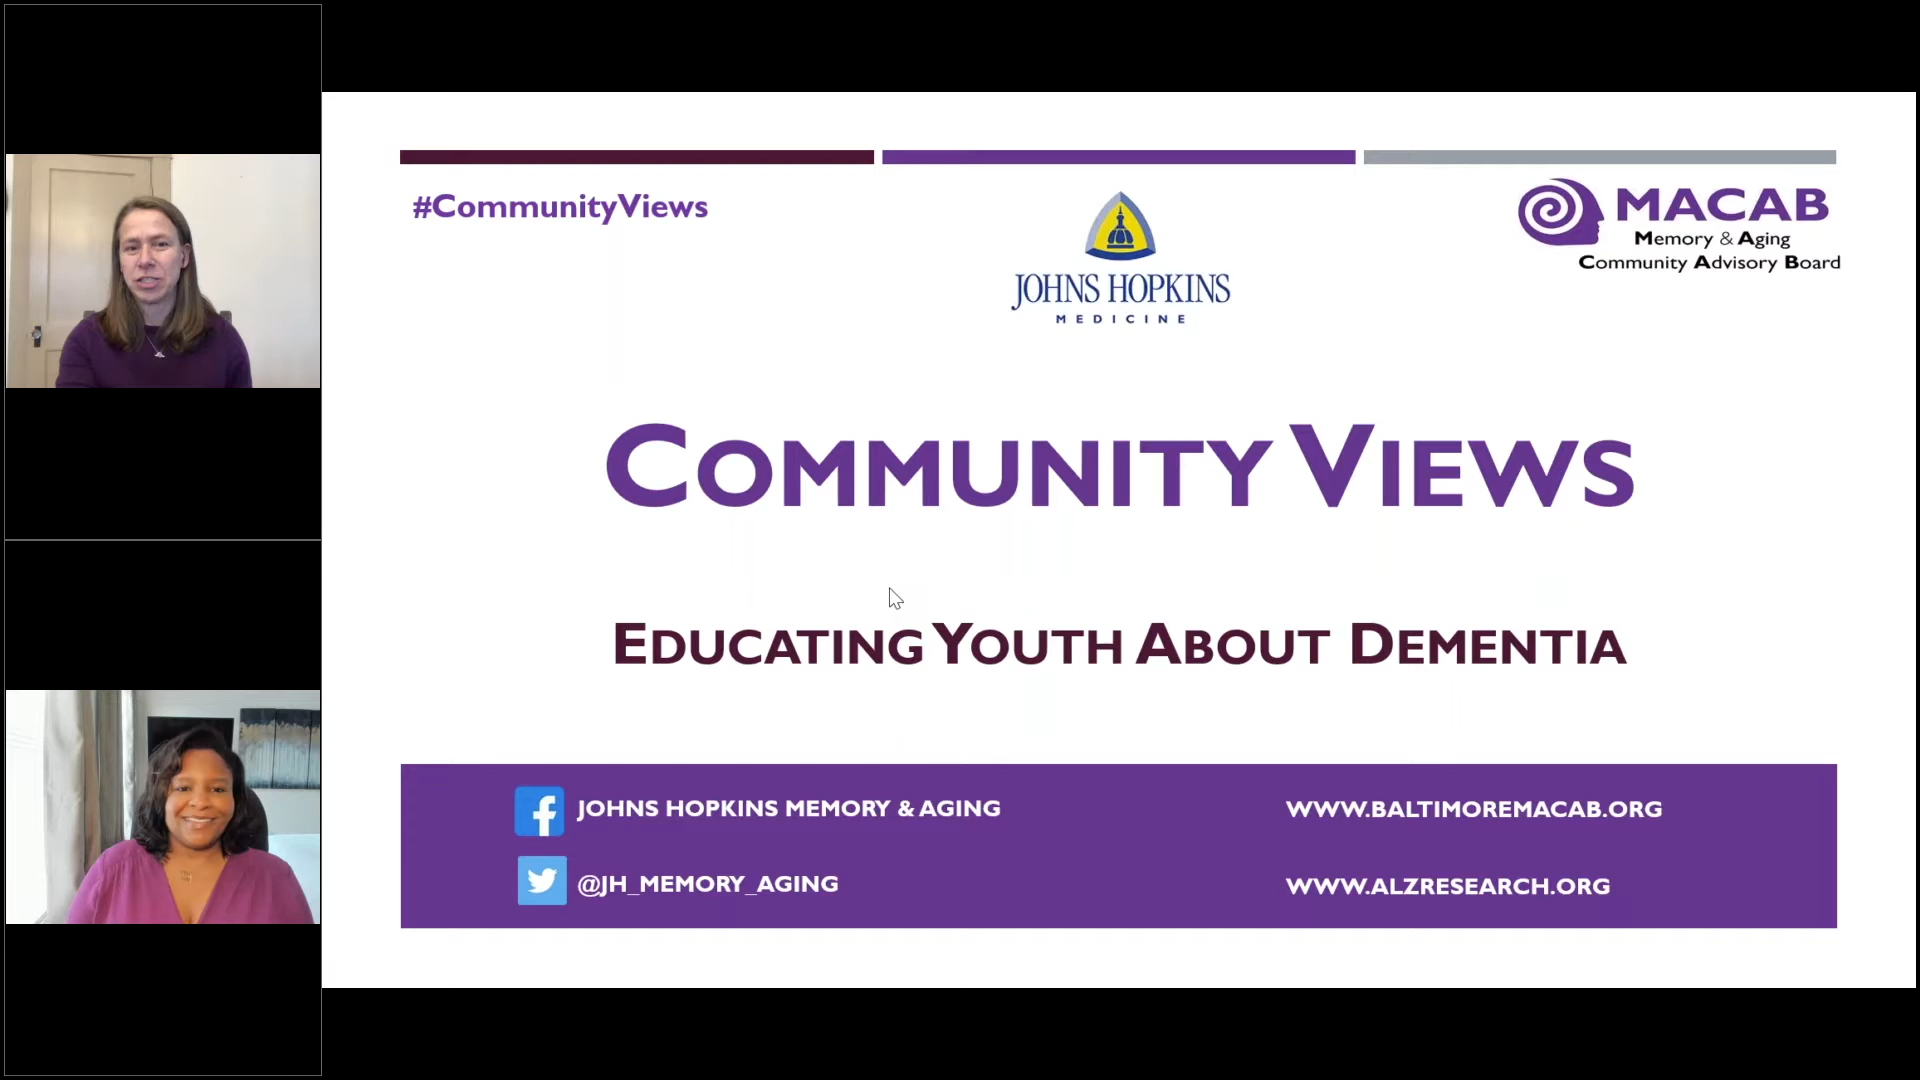 #CommunityViews
JOHNS HOPKINS
MEDICINE
MACAB
Memory & Aging
Community Advisory Board
COMMUNITY VIEWS
EDUCATING YOUTH ABOUT DEMENTIA
JOHNS HOPKINS MEMORY & AGING
WWW.BALTIMOREMACAB.ORG
@JH_MEMORY_AGING
WWW.ALZRESEARCH.ORG